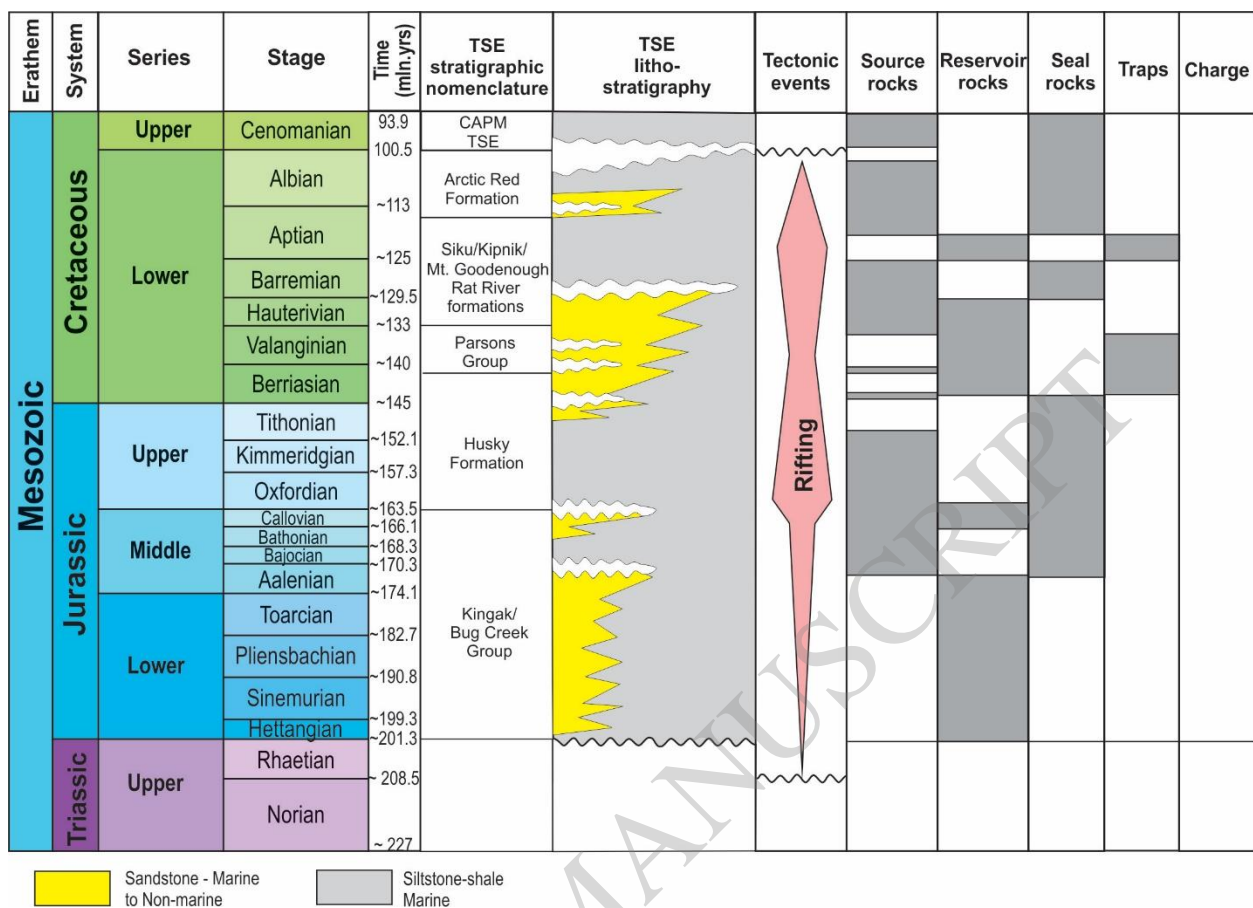 Erathem
System
Series
Stage
Time
(mln.yrs)
TSE
stratigraphic
nomenclature
TSE
litho-
stratigraphy
Tectonic
events
Source
rocks
Reservoir
rocks
Seal
rocks
Traps
Charge
Mesozoic
Cretaceous
Jurassic
Triassic
Upper
Lower
Upper
Middle
Lower
Upper
Cenomanian
Albian
Aptian
Barremian
Hauterivian
Valanginian
Berriasian
Tithonian
Kimmeridgian
Oxfordian
Callovian
Bathonian
Bajocian
Aalenian
Toarcian
Pliensbachian
Sinemurian
Hettangian
Rhaetian
Norian
93.9
100.5
~113
~125
~129.5
~133
~140
~145
~152.1
~157.3
~163.5
~166.1
~168.3
~170.3
~174.1
~182.7
~190.8
~199.3
~201.3
~ 208.5
~ 227
CAPM
TSE
Arctic Red
Formation
Siku/Kipnik/
Mt. Goodenough
Rat River
formations
Parsons
Group
Husky
Formation
Kingak/
Bug Creek
Group
Rifting
MANUSCRIPT
Sandstone - Marine
to Non-marine
Siltstone-shale
Marine